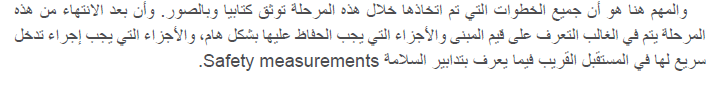 والمهم هنا هو أن جميع الخطوات التي تم اتخاذها خلال هذه المرحلة توثق كتابيا وبالصور. وأن بعد الانتهاء من هذه
المرحلة يتم في الغالب التعرف على قيم المبنى والأجزاء التي يجب الحفاظ عليها بشكل هام، والأجزاء التي يجب إجراء تدخل
سريع لها في المستقبل القريب فيما يعرف بتدابير السلامة Safety measurements.